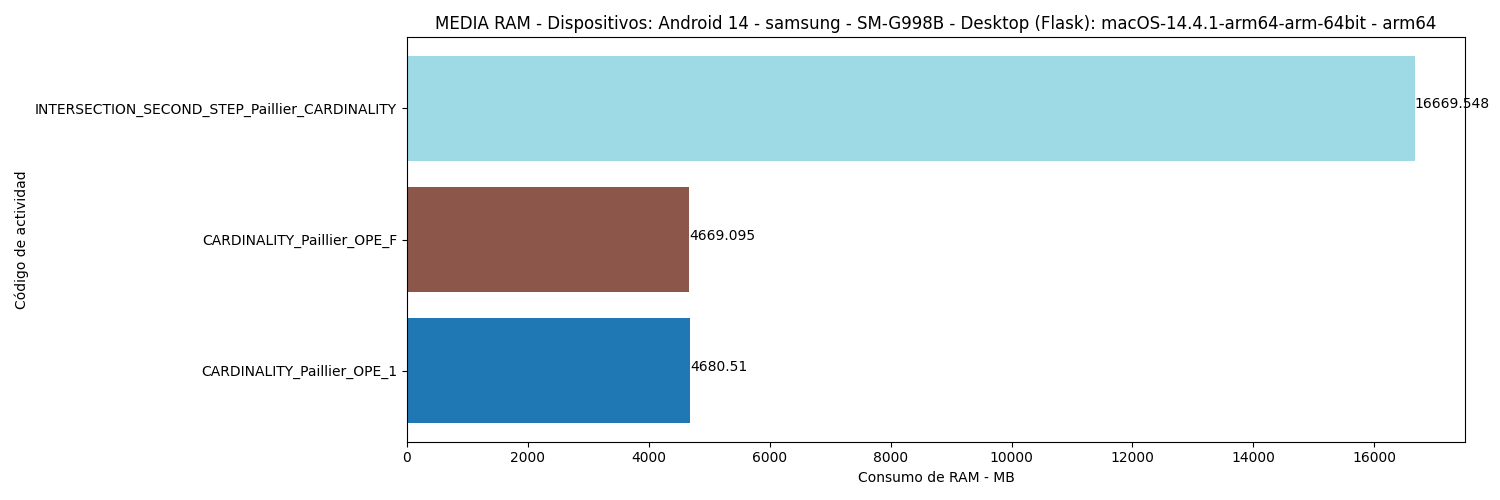 MEDIA RAM - Dispositivos: Android 14 - samsung - SM-G998B - Desktop (Flask): macOS-14.4.1-arm64-arm-64bit - arm64
INTERSECTION_SECOND_STEP_Paillier_CARDINALITY
16669.548
CARDINALITY_Paillier_OPE_F
4669.095
CARDINALITY_Paillier_OPE_1
4680.51
Código de actividad
0 2000 4000 6000 8000 10000 12000 14000 16000
Consumo de RAM - MB